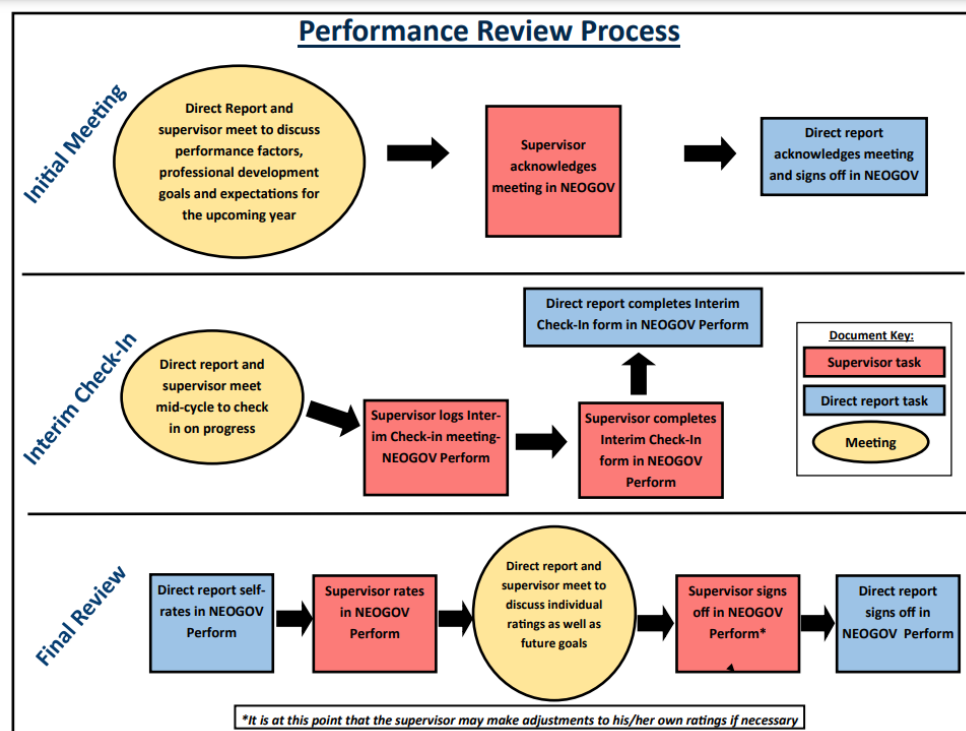 Performance Review Process
Initial Meeting
Direct Report and
supervisor meet to discuss
performance factors,
professional development
goals and expectations for
the upcoming year
Supervisor
acknowledges
meeting in NEOGOV
Direct report
acknowledges meeting
and signs off in NEOGOV
Interim Check-In
Direct report and
supervisor meet
mid-cycle to check
in on progress
Supervisor logs Inter-
im Check-in meeting-
NEOGOV Perform
Supervisor completes
Interim Check-In
form in NEOGOV
Perform
Direct report completes Interim
Check-In form in NEOGOV Perform
Document Key:
Supervisor task
Direct report task
Meeting
Final Review
Direct report self-
rates in NEOGOV
Perform
Supervisor rates
in NEOGOV
Perform
Direct report and
supervisor meet to
discuss individual
ratings as well as
future goals
Supervisor signs
off in NEOGOV
Perform*
Direct report
signs off in
NEOGOV Perform
*It is at this point that the supervisor may make adjustments to his/her own ratings if necessary